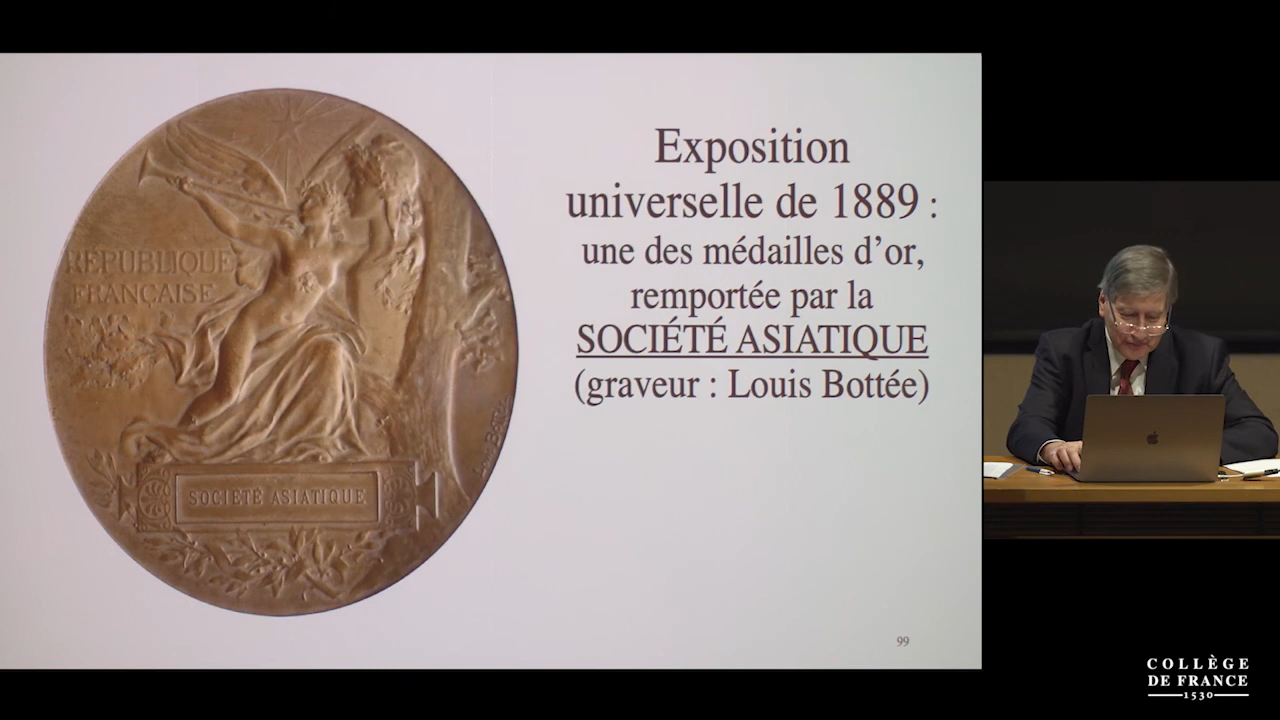 RÉPUBLIQUE
FRANÇAISE
SOCIÉTÉ ASIATIQUE
Exposition
universelle de 1889 :
une des médailles d’or,
remportée par la
SOCIÉTÉ ASIATIQUE
(graveur : Louis Bottée)
99
COLLÈGE
DE FRANCE
1530